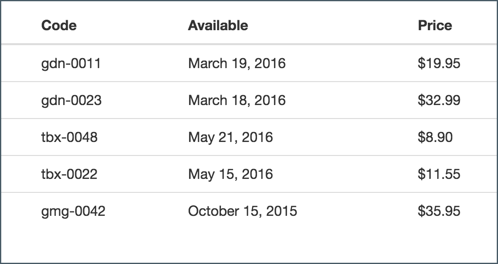 Code Available Price
gdn-0011 March 19, 2016 $19.95
gdn-0023 March 18, 2016 $32.99
tbx-0048 May 21, 2016 $8.90
tbx-0022 May 15, 2016 $11.55
gmg-0042 October 15, 2015 $35.95